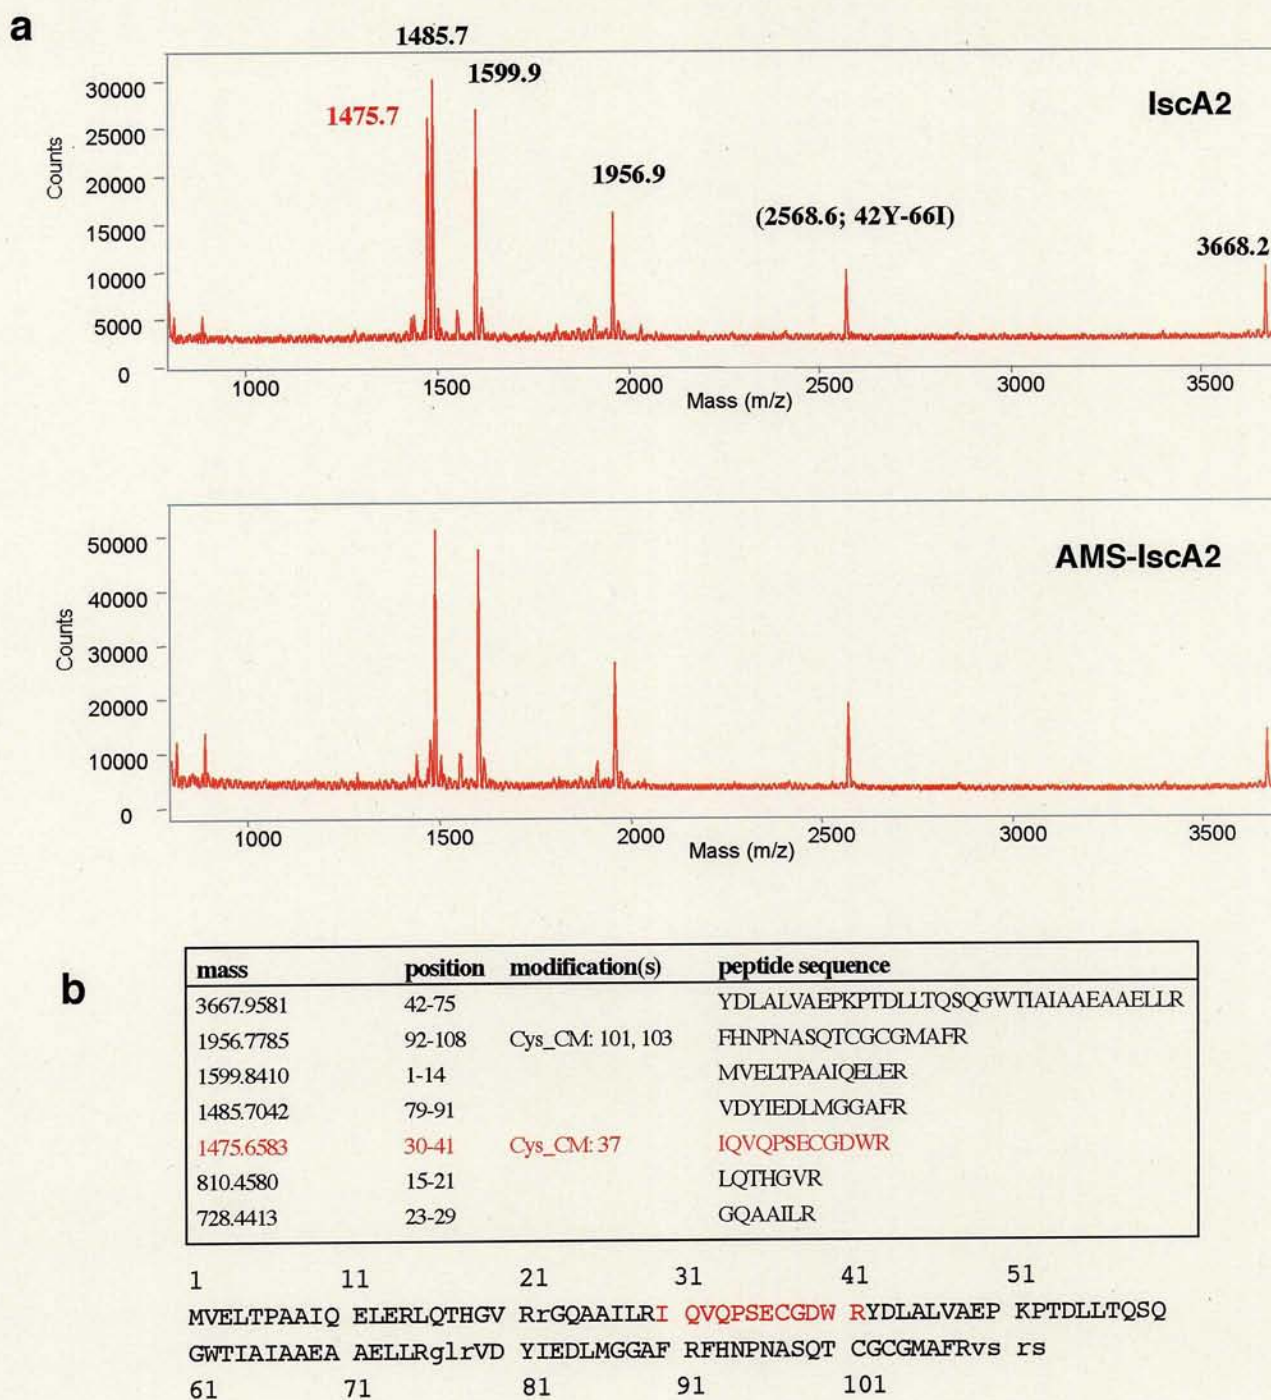 a
1485.7
1599.9
1475.7
IscA2
1956.9
(2568.6; 42Y-66I)
3668.2
30000
25000
20000
15000
10000
5000
0
Counts
1000 1500 2000 2500 3000 3500
Mass (m/z)
AMS-IscA2
50000
40000
30000
20000
10000
0
Counts
1000 1500 2000 2500 3000 3500
Mass (m/z)
b
mass position modification(s) peptide sequence
3667.9581 42-75 YDLALVAEPKPTDLLTQSQGWTIAIAAEAAELLR
1956.7785 92-108 Cys_CM: 101, 103 FHNPNASQTCGCGMAFR
1599.8410 1-14 MVELTPAAIQELER
1485.7042 79-91 VDYIEDLMGGAFR
1475.6583 30-41 Cys_CM: 37 IQVQPSECGDWR
810.4580 15-21 LQTHGVR
728.4413 23-29 GQAAILR
1 11 21 31 41 51
MVELTPAAIQ ELERLQTHGV RrGQAAILRI QVQPSECGDW RYDLALVAEP KPTDLLTQSQ
GWTIAIAAEA AELLRglrVD YIEDLMGGAF RFHNPNASQT CGCGMAFRvs rs
61 71 81 91 101